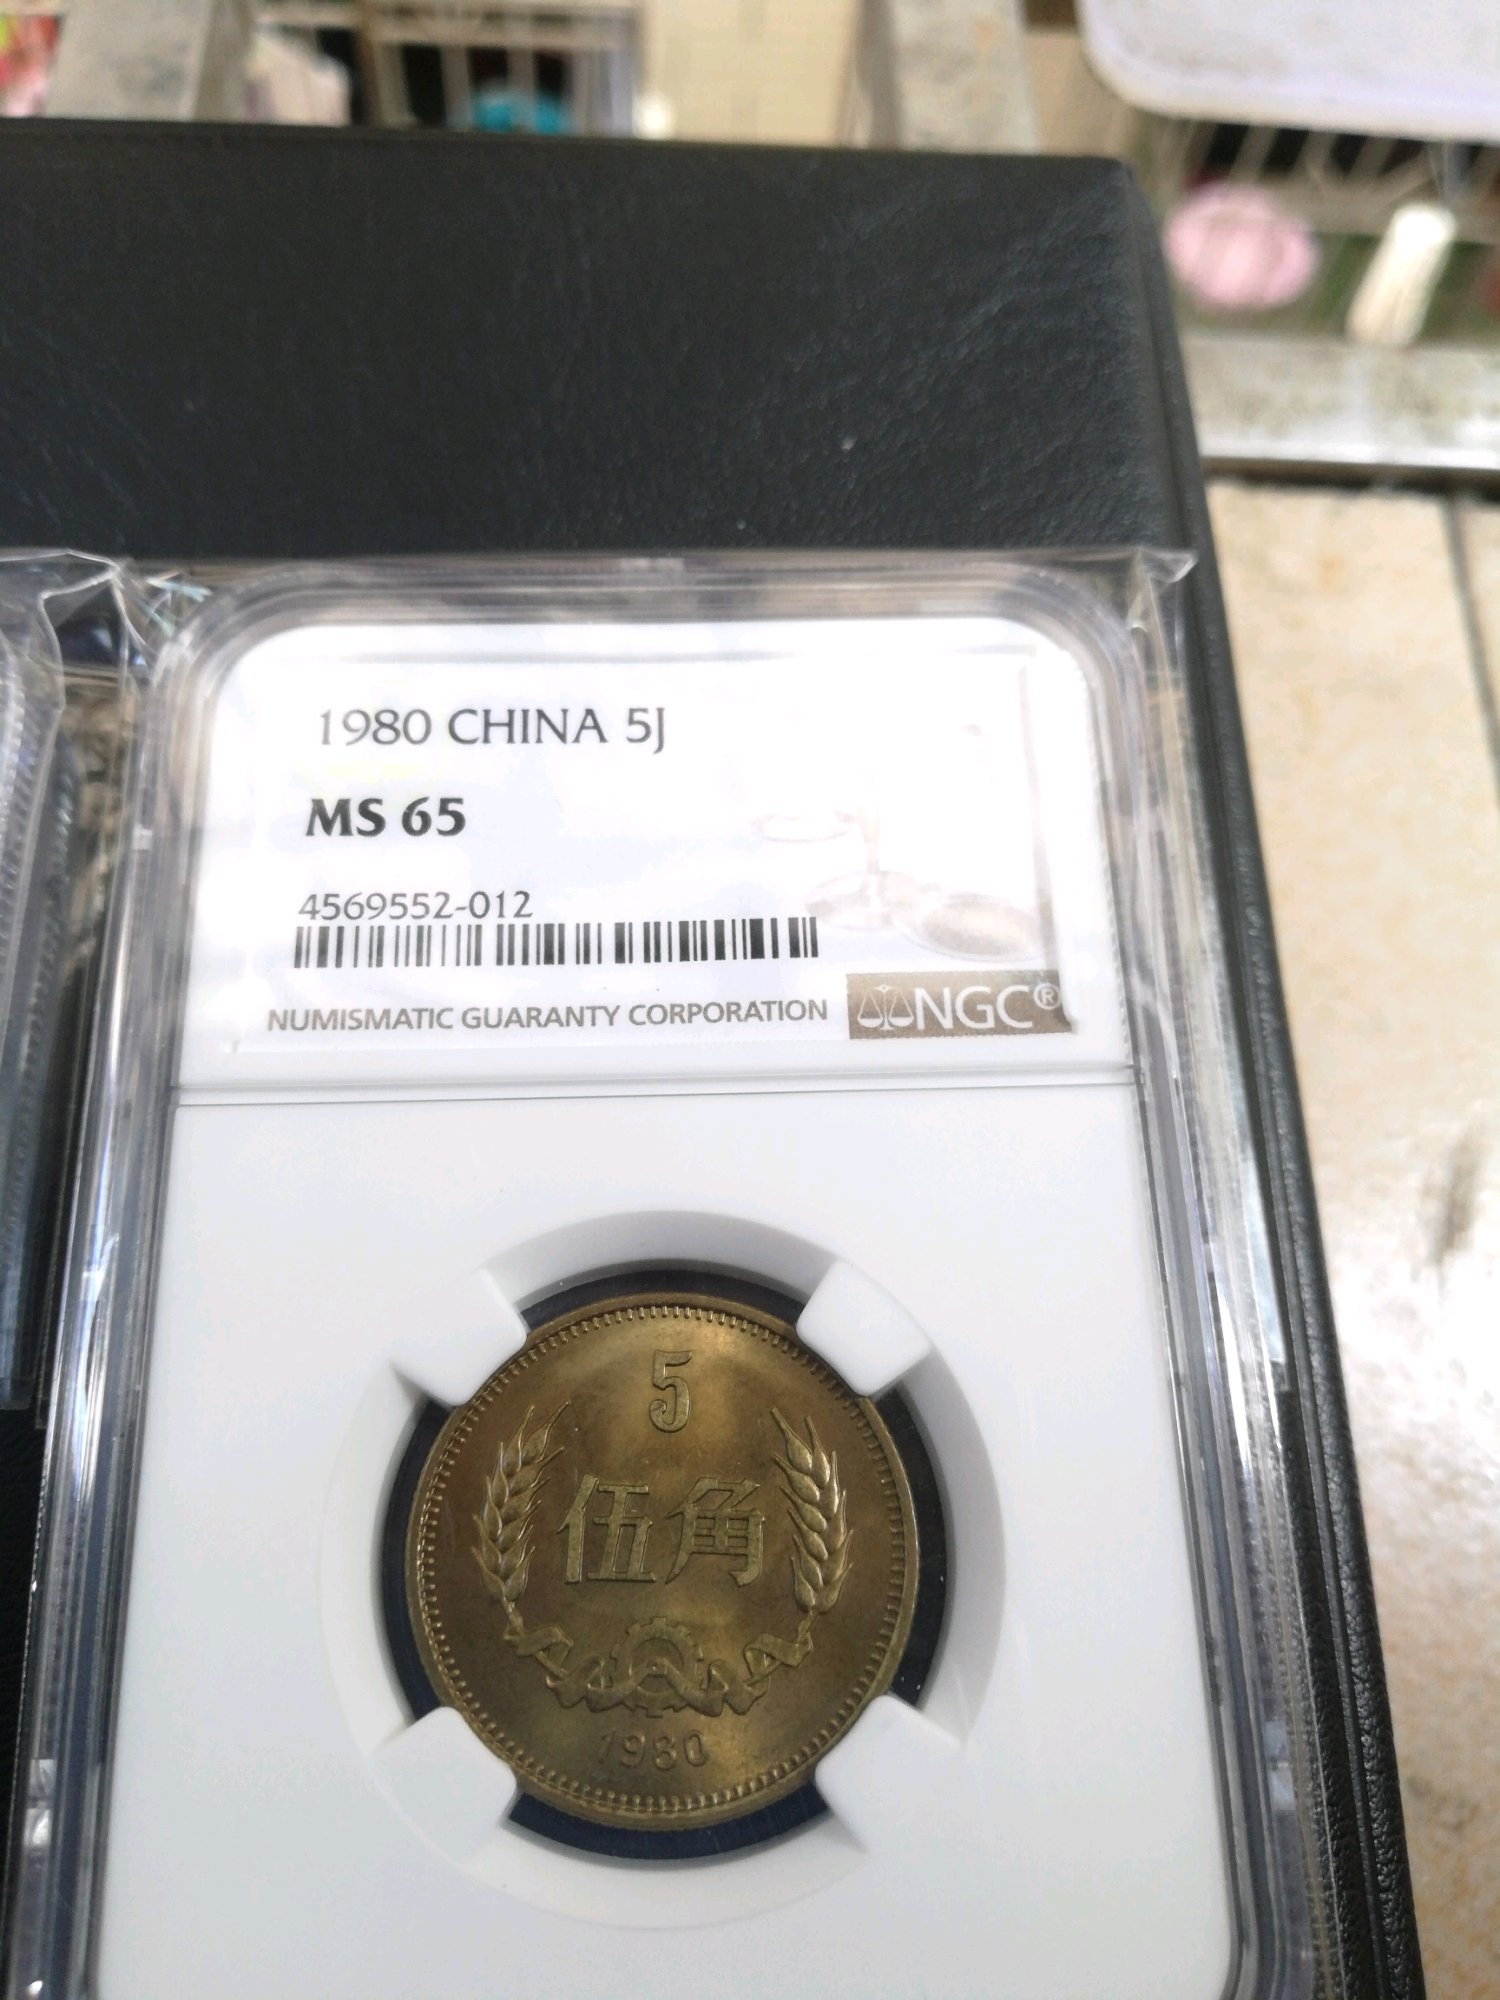 1980 CHINA 5J
MS 65
4569552-012
NUMISMATIC GUARANTY CORPORATION NGC®
5
伍角
1980